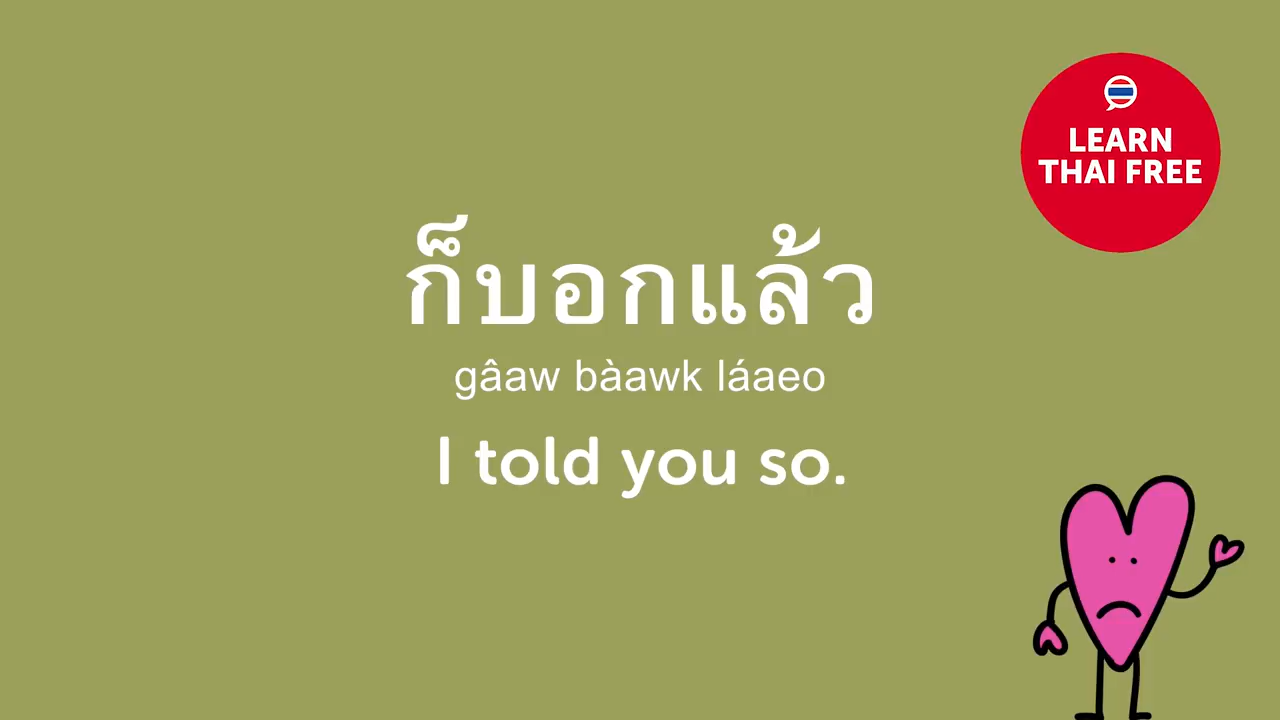 LEARN
THAI FREE
ก็บอกแล้ว
gâaw bàawk láaeo
I told you so.